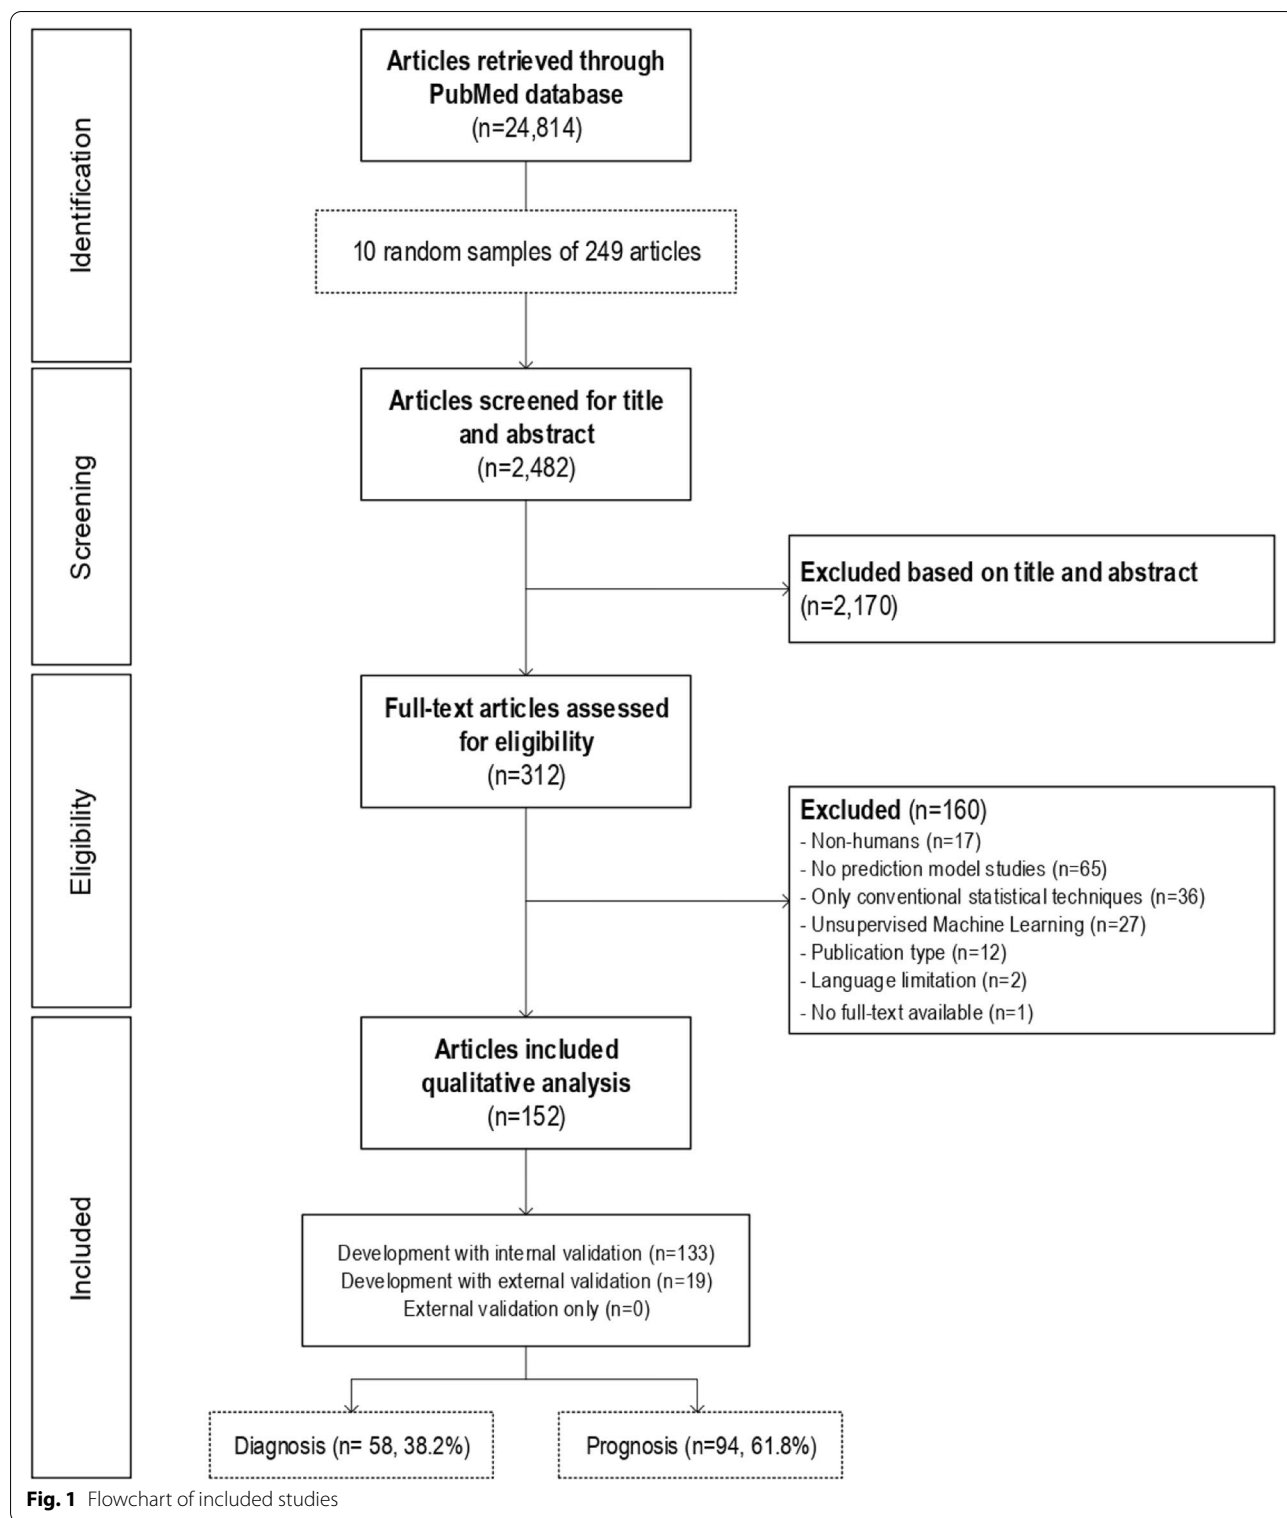 Identification
Articles retrieved through
PubMed database
(n=24,814)
10 random samples of 249 articles
Screening
Articles screened for title
and abstract
(n=2,482)
Excluded based on title and abstract
(n=2,170)
Eligibility
Full-text articles assessed
for eligibility
(n=312)
Excluded (n=160)
- Non-humans (n=17)
- No prediction model studies (n=65)
- Only conventional statistical techniques (n=36)
- Unsupervised Machine Learning (n=27)
- Publication type (n=12)
- Language limitation (n=2)
- No full-text available (n=1)
Included
Articles included
qualitative analysis
(n=152)
Development with internal validation (n=133)
Development with external validation (n=19)
External validation only (n=0)
Diagnosis (n= 58, 38.2%)
Prognosis (n=94, 61.8%)
Fig. 1 Flowchart of included studies